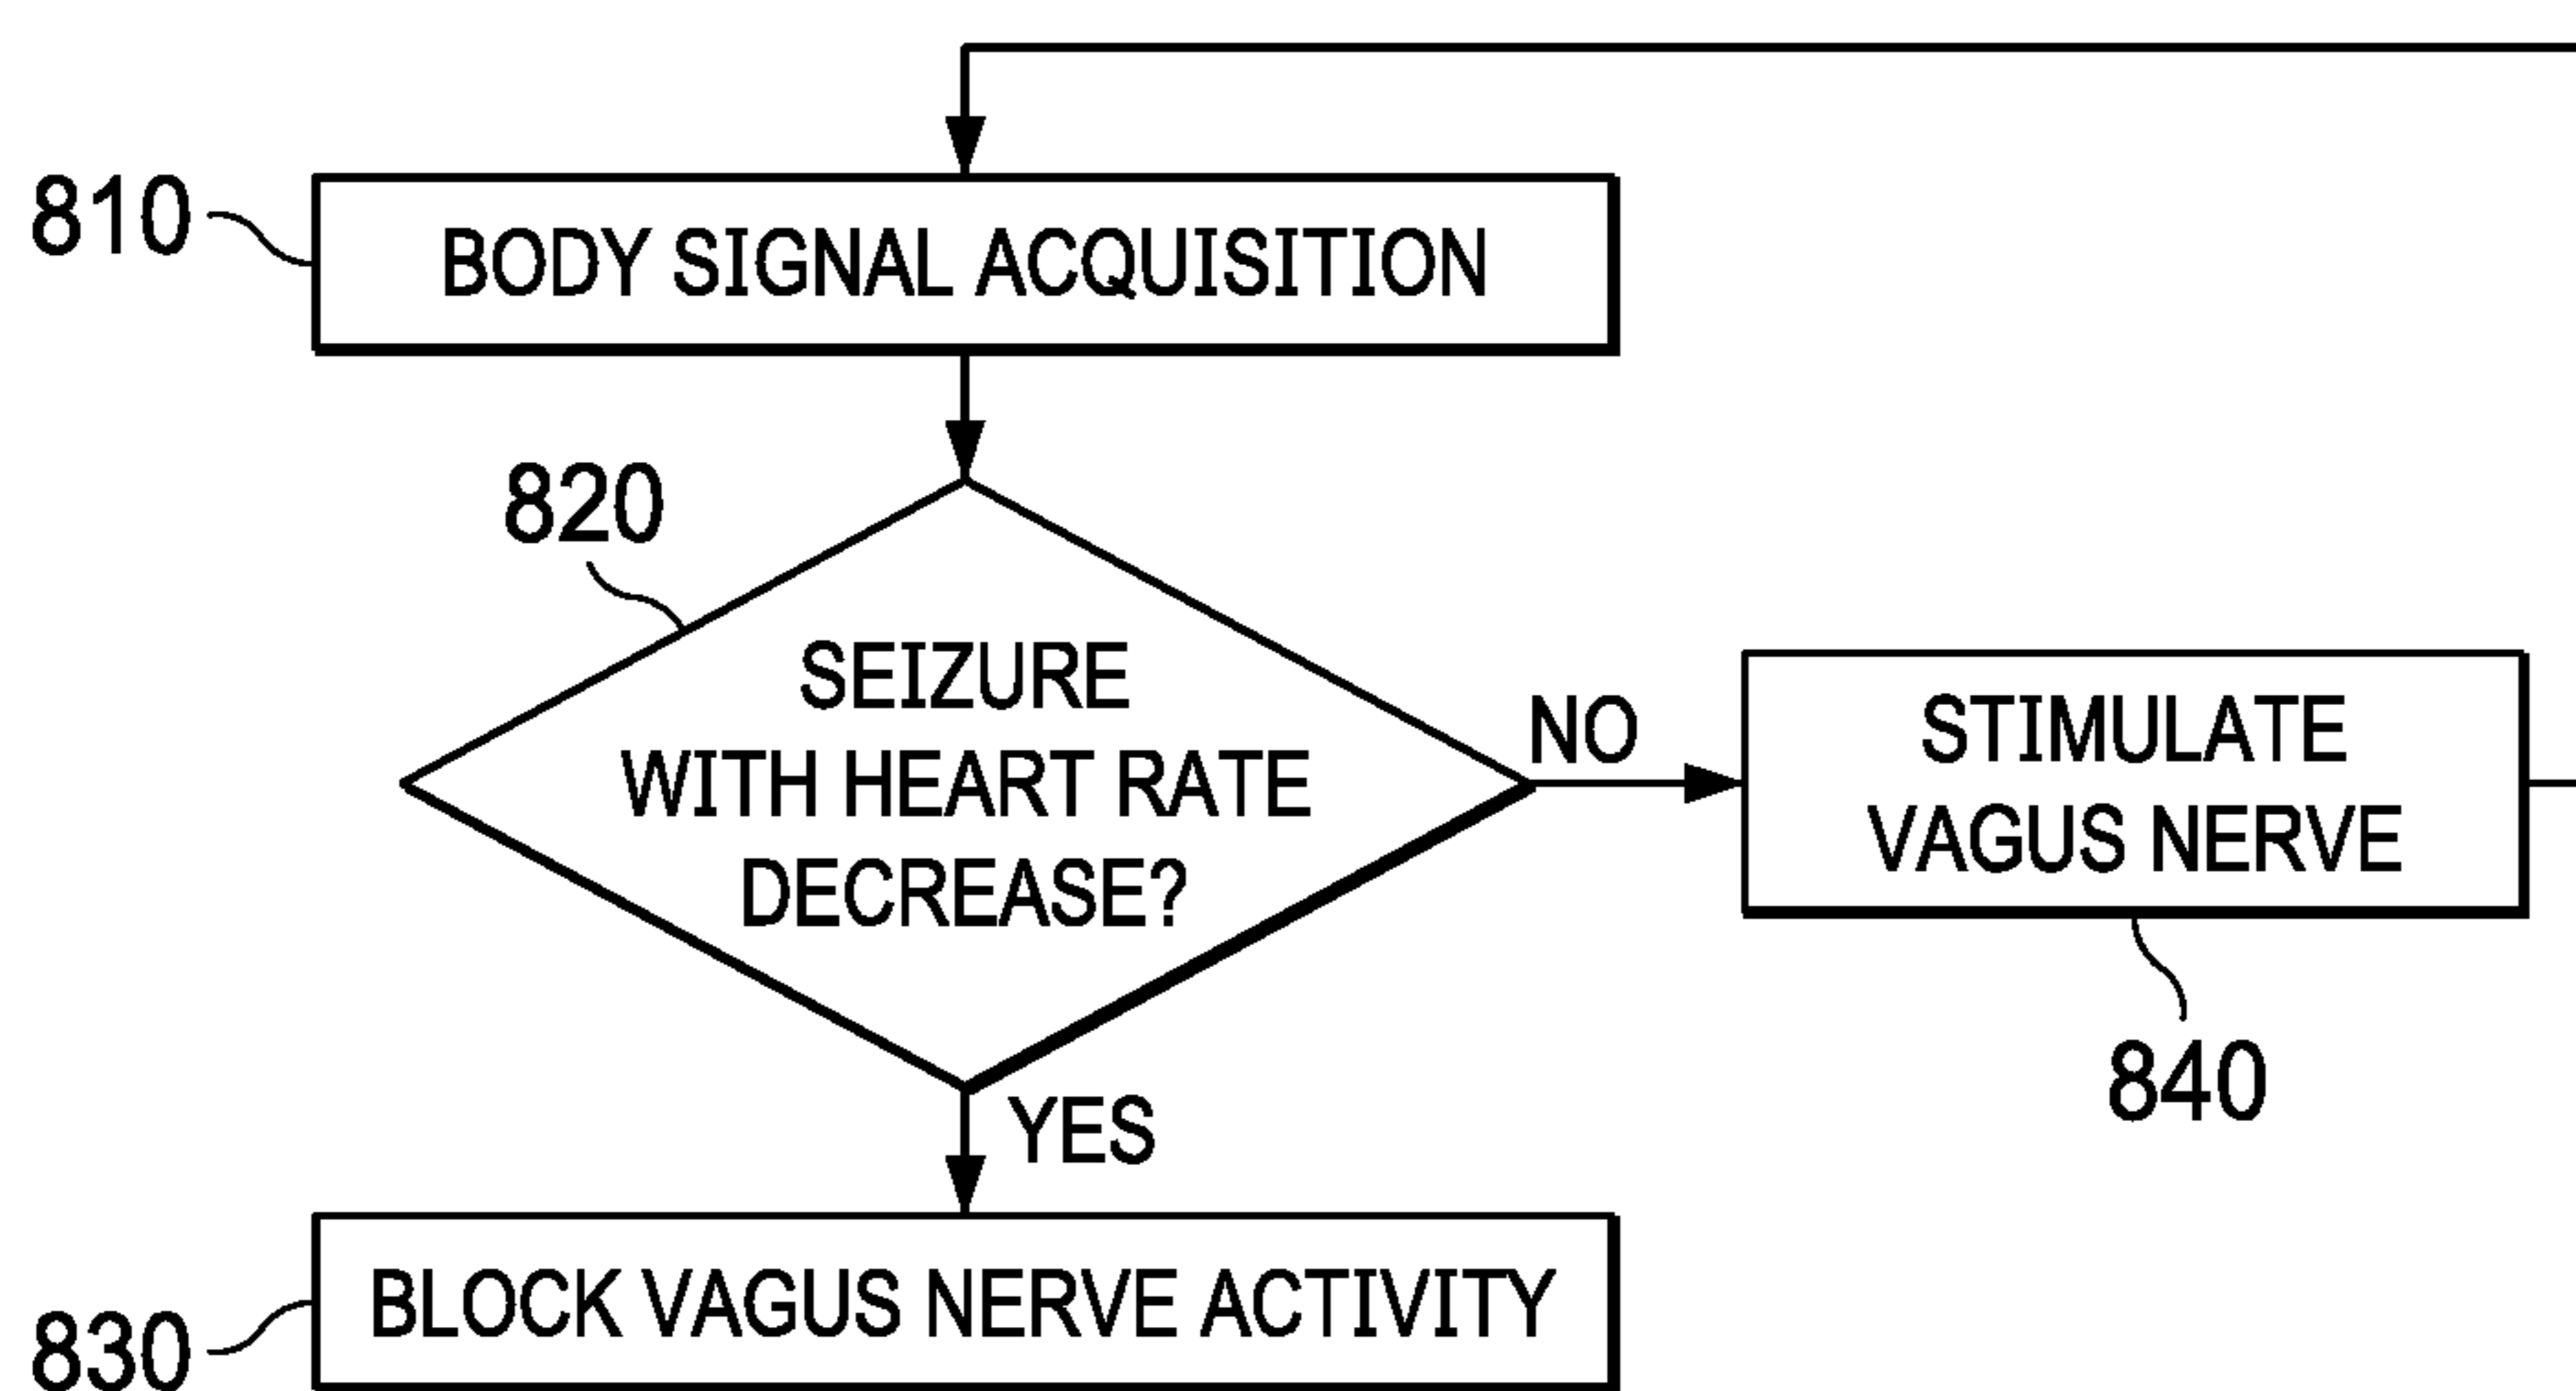 810
BODY SIGNAL ACQUISITION
820
SEIZURE
WITH HEART RATE
DECREASE?
NO
STIMULATE
VAGUS NERVE
840
YES
830
BLOCK VAGUS NERVE ACTIVITY